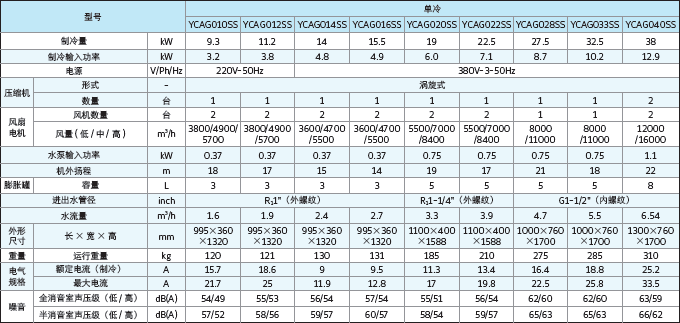 型号 单冷
YCAG010SS YCAG012SS YCAG014SS YCAG016SS YCAG020SS YCAG022SS YCAG028SS YCAG033SS YCAG040SS
制冷量 kW 9.3 11.2 14 15.5 19 22.5 27.5 32.5 38
制冷输入功率 kW 3.2 3.8 4.8 4.9 6.0 7.1 8.7 10.2 12.9
电源 V/Ph/Hz 220V-50Hz 380V-3-50Hz
压缩机 形式 - 涡旋式
数量 台 1 1 1 1 1 1 1 1 2
风扇电机 风机数量 台 2 2 2 2 2 2 1 1 2
风量(低/中/高) m³/h 3800/4900/5700 3800/4900/5700 3600/4700/5500 3600/4700/5500 5500/7000/8400 5500/7000/8400 8000/11000 8000/11000 12000/16000
水泵输入功率 kW 0.37 0.37 0.37 0.37 0.75 0.75 0.75 0.75 1.1
机外扬程 m 18 17 15 14 19 17 21 18 22
膨胀罐 容量 L 3 3 3 3 5 5 5 5 8
进出水管径 inch R₁1"（外螺纹） R₁1-1/4"（外螺纹） G1-1/2"（内螺纹）
水流量 m³/h 1.6 1.9 2.4 2.7 3.3 3.9 4.7 5.5 6.54
外形尺寸 长×宽×高 mm 995×360×1320 995×360×1320 995×360×1320 995×360×1320 1100×400×1588 1100×400×1588 1000×760×1700 1000×760×1700 1300×760×1700
重量 运行重量 kg 120 121 130 131 185 210 275 285 310
电气规格 额定电流（制冷） A 15.7 18.6 9 9.5 11.3 13.4 16.4 18.8 25.2
最大电流 A 21.7 25 11.9 12.8 17 19.8 22.5 25.8 33.5
噪音 全消音室声压级（低/高） dB(A) 54/49 55/53 56/54 57/54 55/51 56/54 62/60 62/60 63/59
半消音室声压级（低/高） dB(A) 57/52 58/56 59/57 60/57 58/54 59/57 65/63 65/63 66/62